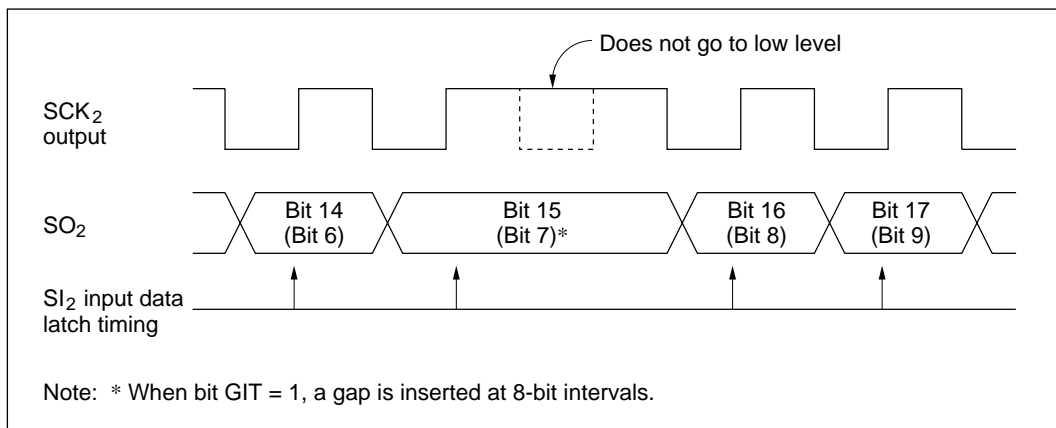 Does not go to low level
SCK2
output
SO2
Bit 14
(Bit 6)
Bit 15
(Bit 7)*
Bit 16
(Bit 8)
Bit 17
(Bit 9)
SI2 input data
latch timing
Note: * When bit GIT = 1, a gap is inserted at 8-bit intervals.